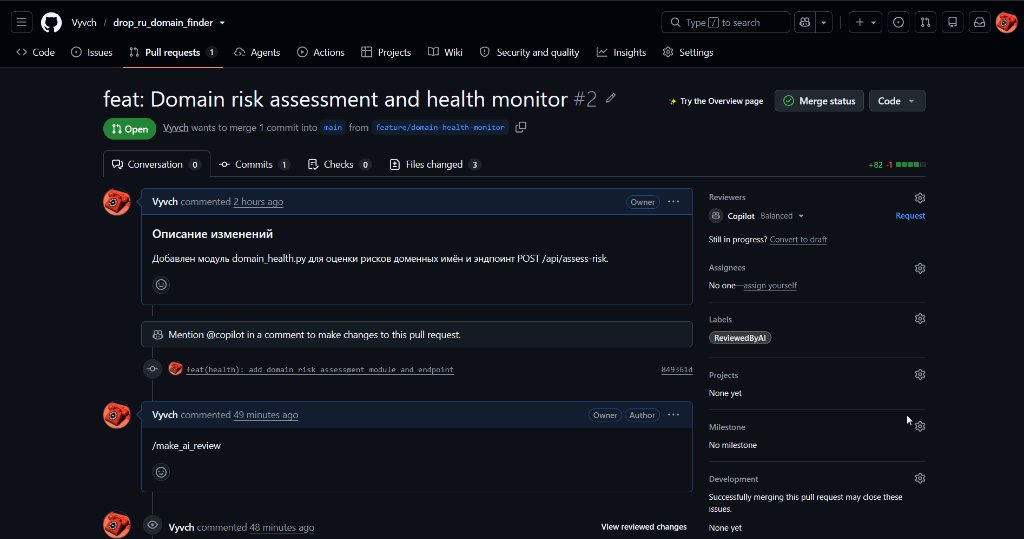 Vyvch / drop_ru_domain_finder
Type / to search
Code Issues Pull requests 1 Agents Actions Projects Wiki Security and quality Insights Settings
feat: Domain risk assessment and health monitor #2
Try the Overview page Merge status Code
Open Vyvch wants to merge 1 commit into main from feature/domain-health-monitor
Conversation 0 Commits 1 Checks 0 Files changed 3 +82 -1
Vyvch commented 2 hours ago Owner
Описание изменений
Добавлен модуль domain_health.py для оценки рисков доменных имён и эндпоинт POST /api/assess-risk.
Mention @copilot in a comment to make changes to this pull request.
feat(health): add domain risk assessment module and endpoint 849361d
Vyvch commented 49 minutes ago Owner Author
/make_ai_review
Vyvch commented 48 minutes ago View reviewed changes
Reviewers
Copilot Balanced Request
Still in progress? Convert to draft
Assignees
No one—assign yourself
Labels
ReviewedByAI
Projects
None yet
Milestone
No milestone
Development
Successfully merging this pull request may close these
issues.
None yet